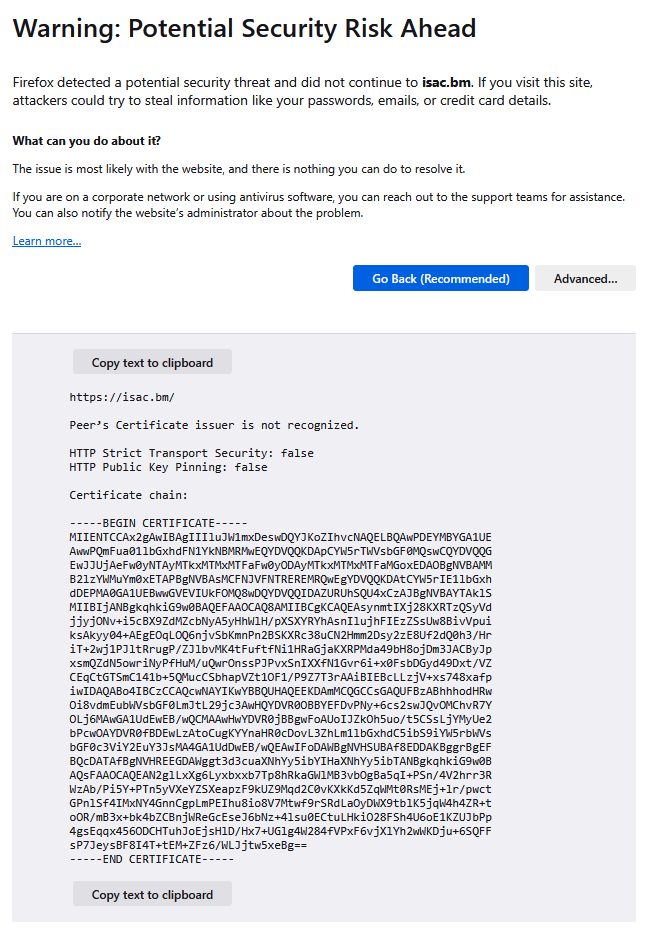 Warning: Potential Security Risk Ahead
Firefox detected a potential security threat and did not continue to isac.bm. If you visit this site,
attackers could try to steal information like your passwords, emails, or credit card details.
What can you do about it?
The issue is most likely with the website, and there is nothing you can do to resolve it.
If you are on a corporate network or using antivirus software, you can reach out to the support teams for assistance.
You can also notify the website’s administrator about the problem.
Learn more…
Go Back (Recommended)
Advanced…
Copy text to clipboard
https://isac.bm/
Peer’s Certificate issuer is not recognized.
HTTP Strict Transport Security: false
HTTP Public Key Pinning: false
Certificate chain:
-----BEGIN CERTIFICATE-----
MIIENTCCAx2gAwIBAgIIIluJW1mxDeswDQYJKoZIhvcNAQELBQAwPDEYMBYGA1UE
AwwPQmFua01lbGxhdFN1YkNBMRMwEQYDVQQKDApCYW5rTWVsbGF0MQswCQYDVQQG
EwJJUjAeFw0yNTAyMTkxMTMxMTFaFw0yODAyMTkxMTMxMTFaMGoxEDAOBgNVBAMM
B2lzYWMuYm0xETAPBgNVBAsMCFNJVFNTREREMRQwEgYDVQQKDAtCYW5rIE1lbGxh
dDEPMA0GA1UEBwwGVEVIUkFOMQ8wDQYDVQQIDAZURUhSQU4xCzAJBgNVBAYTAklS
MIIBIjANBgkqhkiG9w0BAQEFAAOCAQ8AMIIBCgKCAQEAsynmtIXj28KXRTzQSyVd
jjyjONv+i5cBX9ZdMZcbNyA5yHhWlH/pXSXYRYhAsnIlujhFIEzZSsUw8BivVpui
ksAkyy04+AEgEOqLOQ6njvSbKmnPn2BSKXRc38uCN2Hmm2Dsy2zE8Uf2dQ0h3/Hr
iT+2wj1PJltRrugP/ZJ1bvMK4tFuftfNi1HRaGjaKXRPMda49bH8ojDm3JACByJp
xsmQZdN5owriNyPfHuM/uQwrOnssPJPvxSnIXXfN1Gvr6i+x0FsbDGyd49Dxt/VZ
CEqCtGTSmC141b+5QMucCSbhapVZt1OF1/P9Z7T3rAAiBIEBcLLzjV+xs748xafp
iwIDAQABo4IBCzCCAQcwNAYIKwYBBQUHAQEEKDAmMCQGCCsGAQUFBzABhhhodHRw
Oi8vdmEubWVsbGF0LmJtL29jc3AwHQYDVR0OBBYEFDvPNy+6cs2swJQvOMChvR7Y
OLj6MAwGA1UdEwEB/wQCMAAwHwYDVR0jBBgwFoAUoIJZkOh5uo/t5CSsLjYMyUe2
bPcwOAYDVR0fBDEwLzAtoCugKYYnaHR0cDovL3ZhLm1lbGxhdC5ibS9iYW5rbWVs
bGF0c3ViY2EuY3JsMA4GA1UdDwEB/wQEAwIFoDAWBgNVHSUBAf8EDDAKBggrBgEF
BQcDATAfBgNVHREEGDAWggt3d3cuaXNhYy5ibYIHaXNhYy5ibTANBgkqhkiG9w0B
AQsFAAOCAQEAN2glLxXg6Lyxbxxb7Tp8hRkaGWlMB3vbOgBa5qI+PSn/4V2hrr3R
WzAb/Pi5Y+PTn5yVXeYZSXeapzF9kUZ9Mqd2C0vKXKd5ZqWMt0RsMEj+lr/pwct
GPnlSf4IMxNY4GnnCgpLmPEIhu8io8V7Mtwf9rSRdLaOyDWX9tblK5jqW4h4ZR+t
oOR/mB3x+bk4bZCBnjWReGcEseJ6bNz+4lsu0ECtuLHkiO28FSh4U6oE1KZUJbPp
4gsEqqx456ODCHTuhJoEjsHlD/Hx7+UGlg4W284fVPxF6vjXlYh2wWKDju+6SQFF
sP7JeysBF8I4T+tEM+ZFz6/WLJjtw5xeBg==
-----END CERTIFICATE-----
Copy text to clipboard